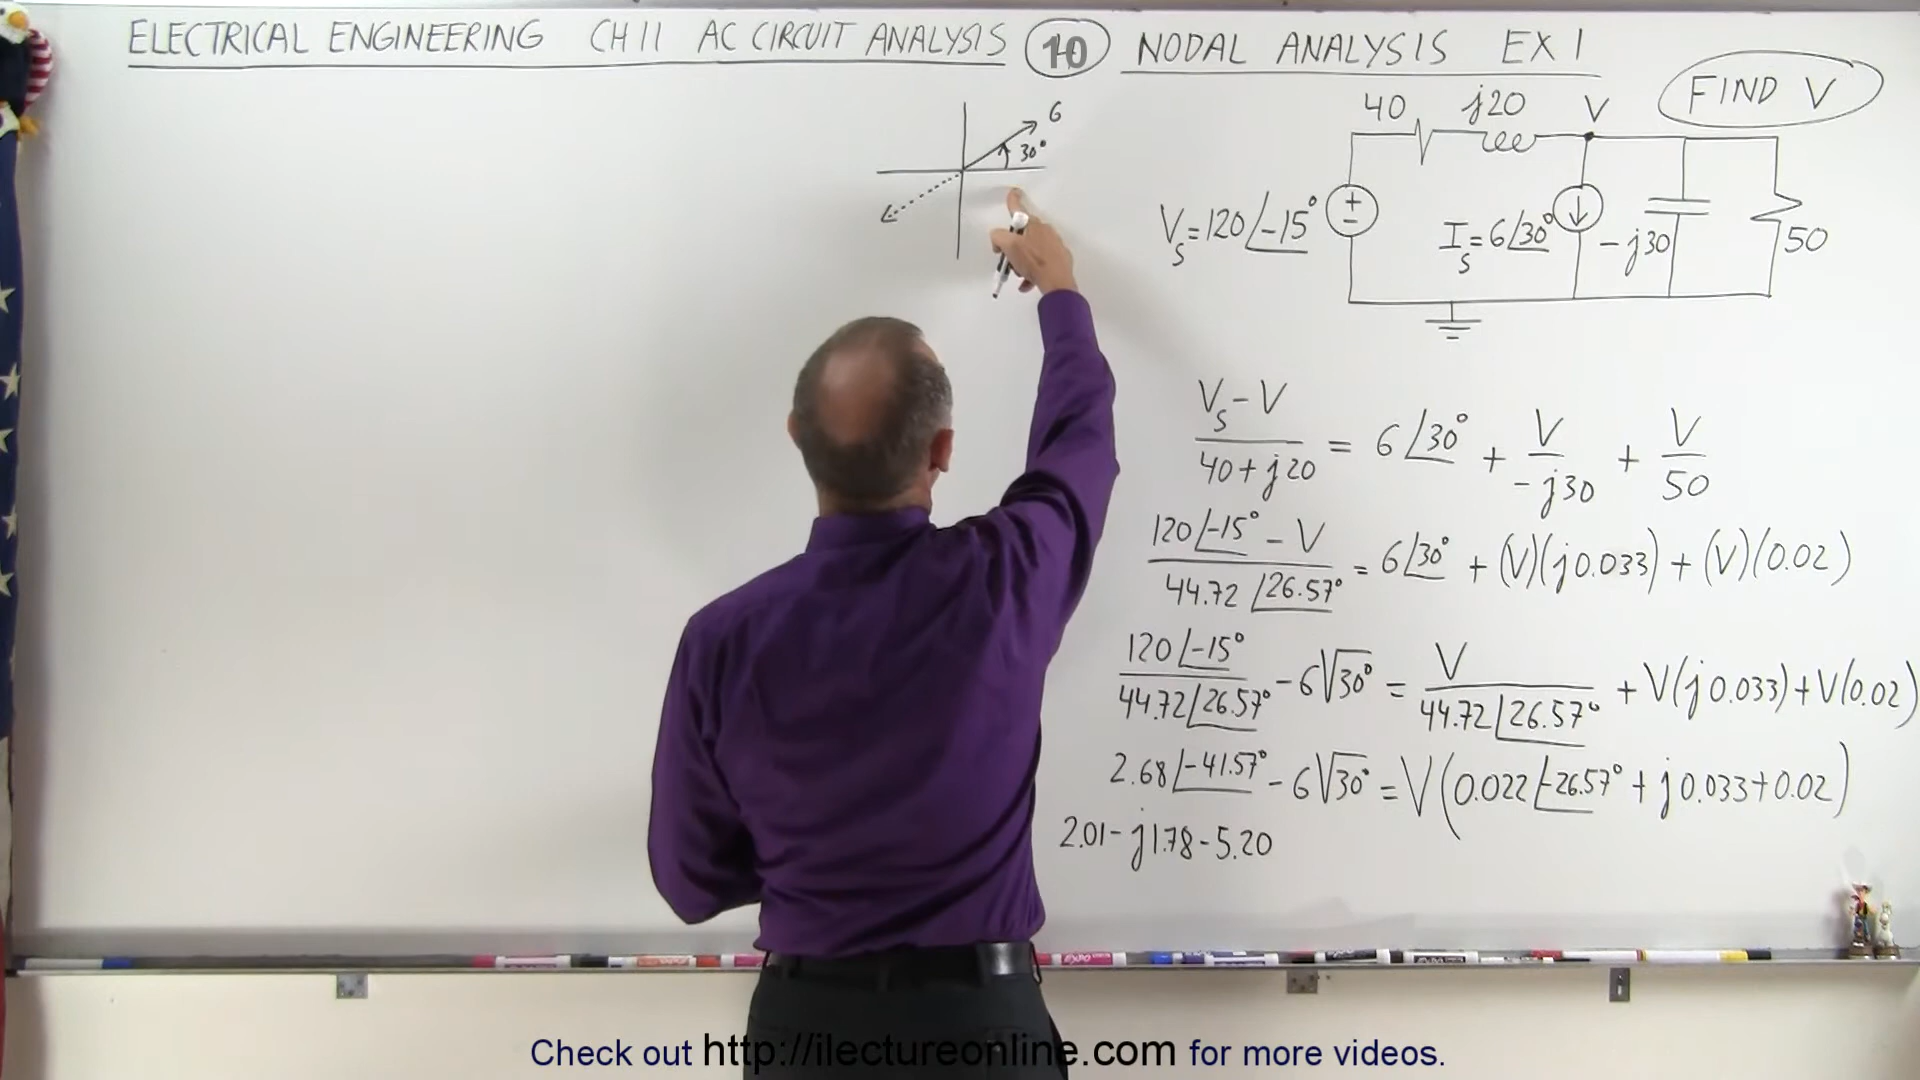 ELECTRICAL ENGINEERING CH 11 AC CIRCUIT ANALYSIS 10 NODAL ANALYSIS EX 1
FIND V
40 j20 V
6
30°
V_S = 120∠-15°
+
-
I_S = 6∠30°
-j30
50
(V_S - V)/(40 + j20) = 6∠30° + V/(-j30) + V/50
(120∠-15° - V)/(44.72∠26.57°) = 6∠30° + (V)(j0.033) + (V)(0.02)
(120∠-15°)/(44.72∠26.57°) - 6√30° = V/(44.72∠26.57°) + V(j0.033) + V(0.02)
2.68∠-41.57° - 6√30° = V(0.022∠-26.57° + j0.033 + 0.02)
2.01 - j1.78 - 5.20
Check out http://ilectureonline.com for more videos.